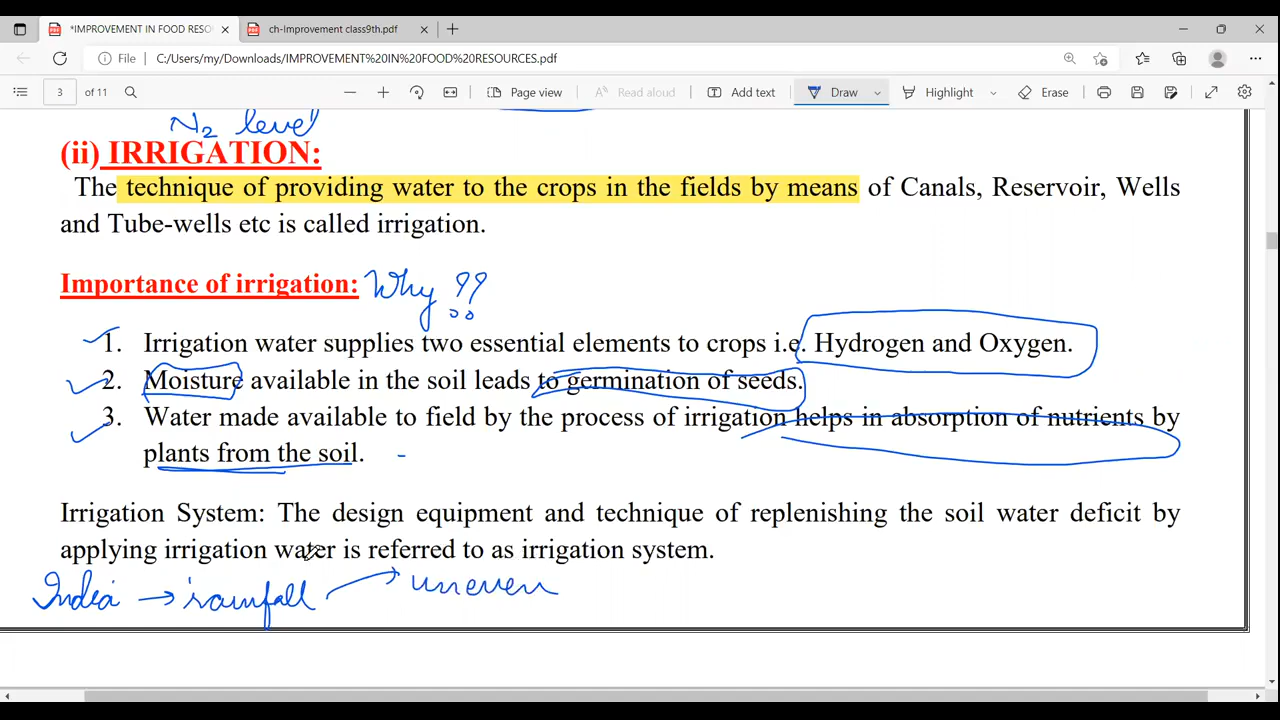 *IMPROVEMENT IN FOOD RESO
ch-improvement class9th.pdf
File C:/Users/my/Downloads/IMPROVEMENT%20IN%20FOOD%20RESOURCES.pdf
3 of 11 Page view Read aloud Add text Draw Highlight Erase
N2 level
(ii) IRRIGATION:
The technique of providing water to the crops in the fields by means of Canals, Reservoir, Wells
and Tube-wells etc is called irrigation.
Importance of irrigation: Why ??
1. Irrigation water supplies two essential elements to crops i.e. Hydrogen and Oxygen.
2. Moisture available in the soil leads to germination of seeds.
3. Water made available to field by the process of irrigation helps in absorption of nutrients by
plants from the soil.
Irrigation System: The design equipment and technique of replenishing the soil water deficit by
applying irrigation water is referred to as irrigation system.
India → rainfall → uneven